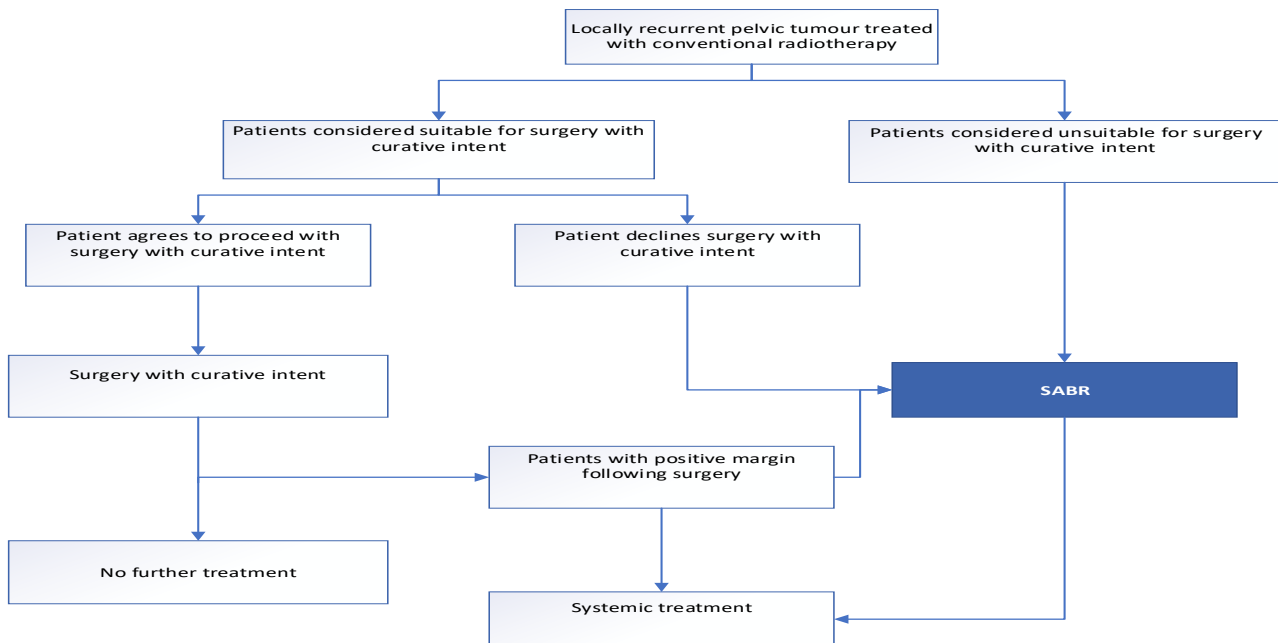 Locally recurrent pelvic tumour treated
with conventional radiotherapy
Patients considered suitable for surgery with
curative intent
Patients considered unsuitable for surgery
with curative intent
Patient agrees to proceed with
surgery with curative intent
Patient declines surgery with
curative intent
Surgery with curative intent
SABR
Patients with positive margin
following surgery
No further treatment
Systemic treatment